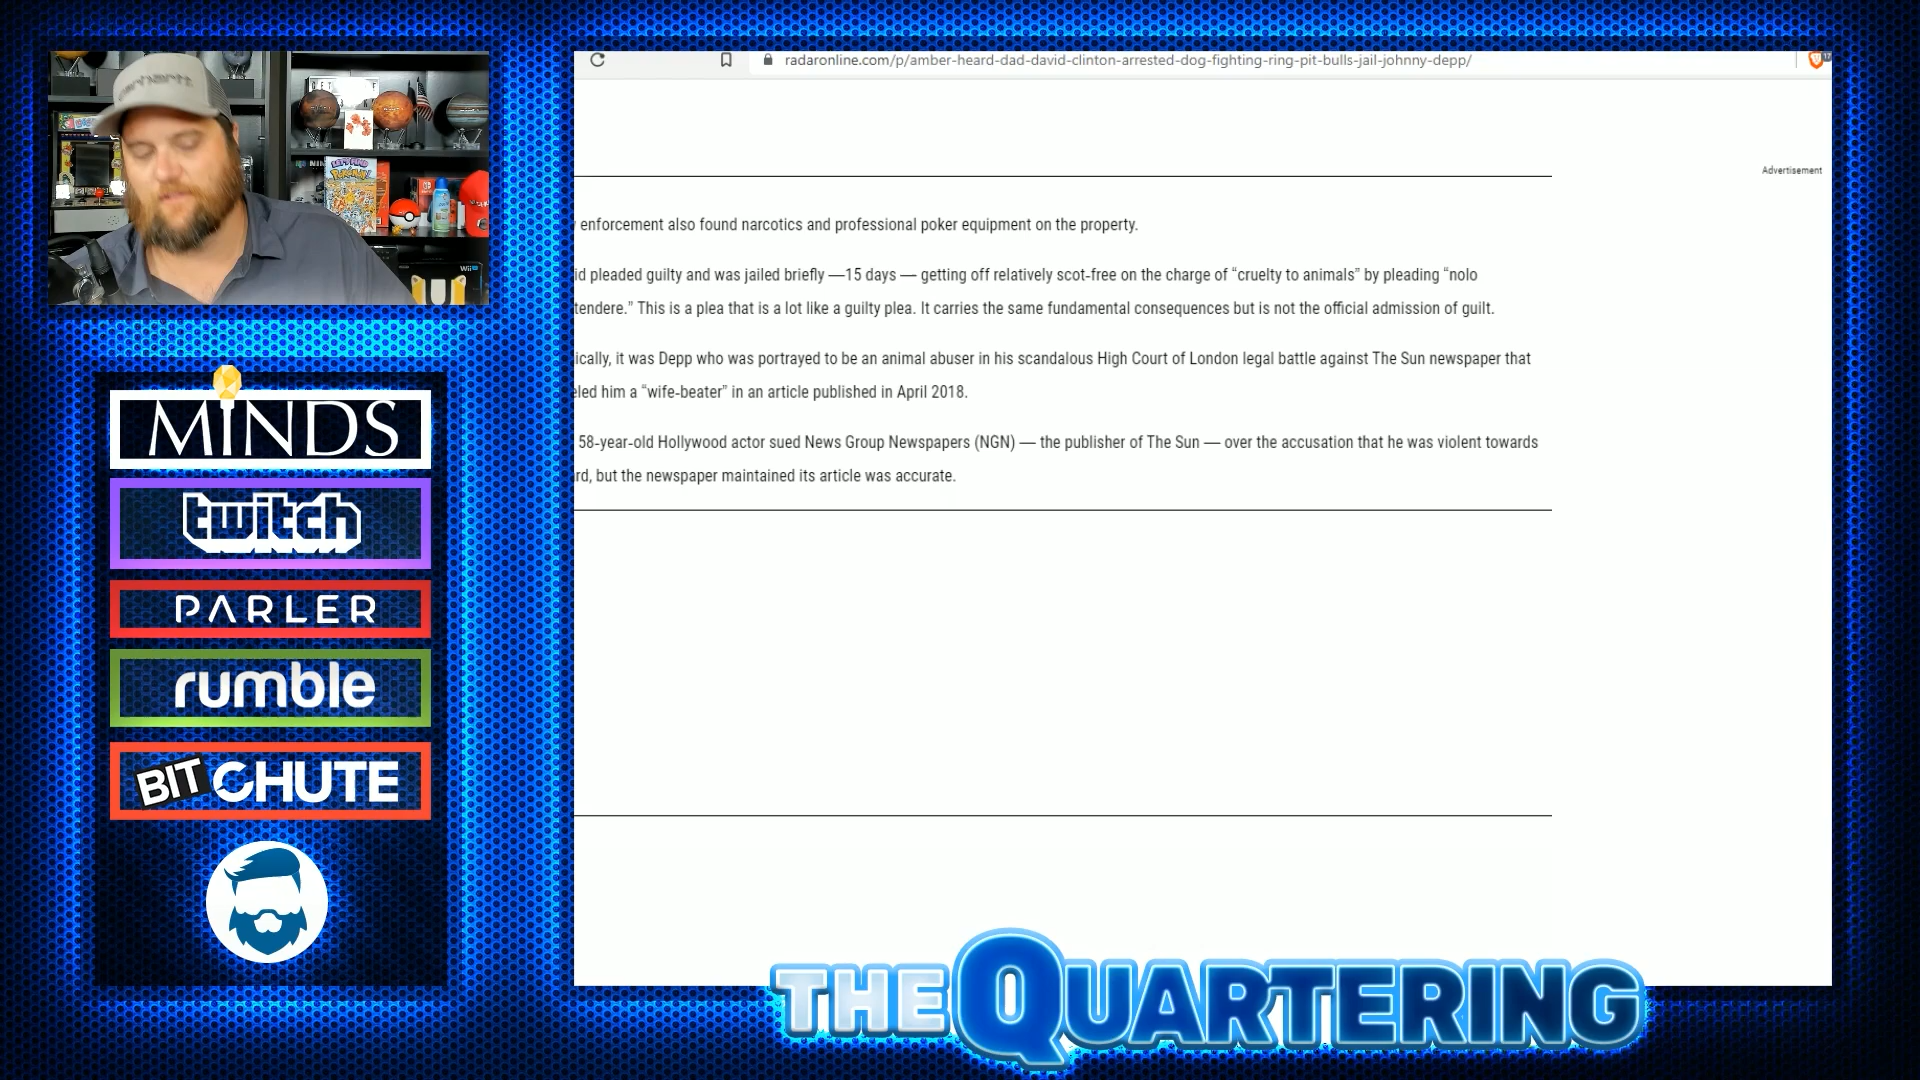 radaronline.com/p/amber-heard-dad-david-clinton-arrested-dog-fighting-ring-pit-bulls-jail-johnny-depp/
Advertisement
enforcement also found narcotics and professional poker equipment on the property.
id pleaded guilty and was jailed briefly —15 days — getting off relatively scot-free on the charge of “cruelty to animals” by pleading “nolo
tendere.” This is a plea that is a lot like a guilty plea. It carries the same fundamental consequences but is not the official admission of guilt.
ically, it was Depp who was portrayed to be an animal abuser in his scandalous High Court of London legal battle against The Sun newspaper that
eled him a “wife-beater” in an article published in April 2018.
58-year-old Hollywood actor sued News Group Newspapers (NGN) — the publisher of The Sun — over the accusation that he was violent towards
rd, but the newspaper maintained its article was accurate.
carhartt
LET'S FIND
POKéMON!
Wii
MINDS
twitch
PARLER
rumble
BITCHUTE
THE QUARTERING